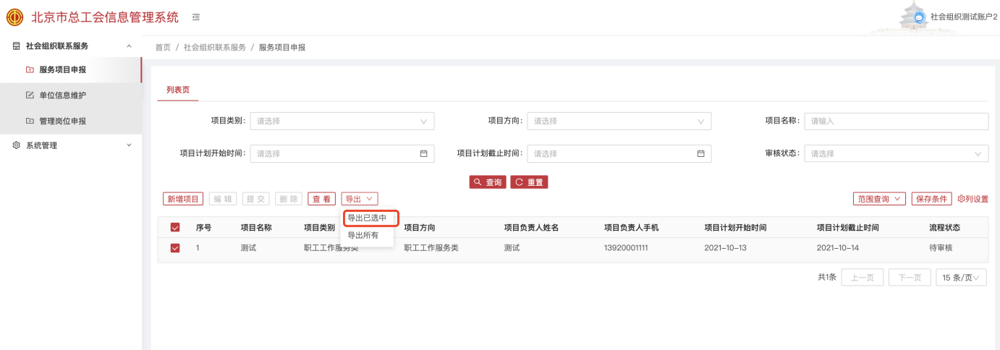 北京市总工会信息管理系统
社会组织测试账户2
社会组织联系服务
服务项目申报
单位信息维护
管理岗位申报
系统管理
首页 / 社会组织联系服务 / 服务项目申报
列表页
项目类别: 请选择 项目方向: 请选择 项目名称: 请输入
项目计划开始时间: 请选择 项目计划截止时间: 请选择 审核状态: 请选择
查询 重置
新增项目 编辑 提交 删除 查看 导出 范围查询 保存条件 列设置
导出已选中
导出所有
序号 项目名称 项目类别 项目方向 项目负责人姓名 项目负责人手机 项目计划开始时间 项目计划截止时间 流程状态
1 测试 职工工作服务类 职工工作服务类 测试 13920001111 2021-10-13 2021-10-14 待审核
共1条 上一页 下一页 15 条/页